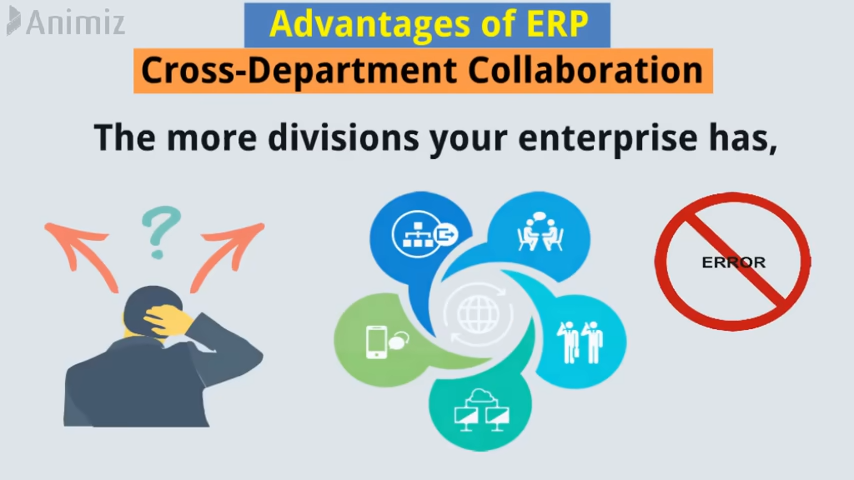 Animiz
Advantages of ERP
Cross-Department Collaboration
The more divisions your enterprise has,
?
ERROR